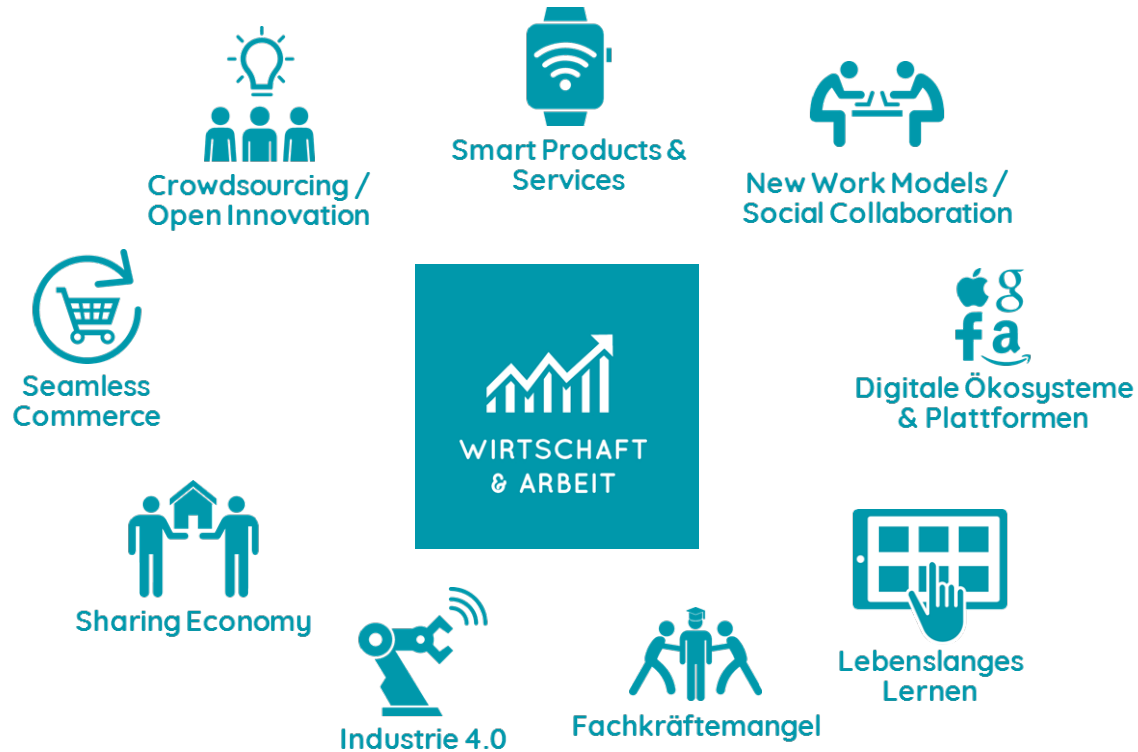 Crowdsourcing /
Open Innovation
Smart Products &
Services
New Work Models /
Social Collaboration
Seamless
Commerce
WIRTSCHAFT
& ARBEIT
g
f a
Digitale Ökosysteme
& Plattformen
Sharing Economy
Industrie 4.0
Fachkräftemangel
Lebenslanges
Lernen